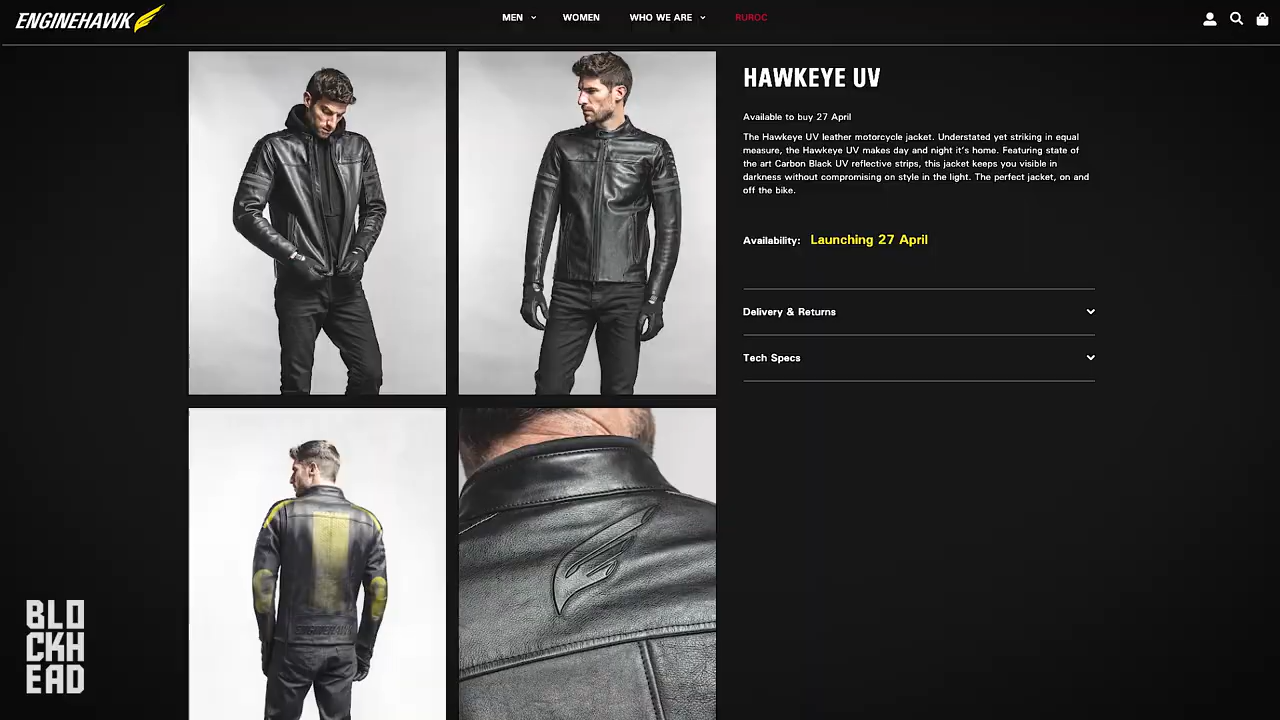 ENGINEHAWK
MEN
WOMEN
WHO WE ARE
RUROC
HAWKEYE UV
Available to buy 27 April
The Hawkeye UV leather motorcycle jacket. Understated yet striking in equal
measure, the Hawkeye UV makes day and night it's home. Featuring state of
the art Carbon Black UV reflective strips, this jacket keeps you visible in
darkness without compromising on style in the light. The perfect jacket, on and
off the bike.
Availability: Launching 27 April
Delivery & Returns
Tech Specs
ENGINEHAWK
BLO
CKH
EAD